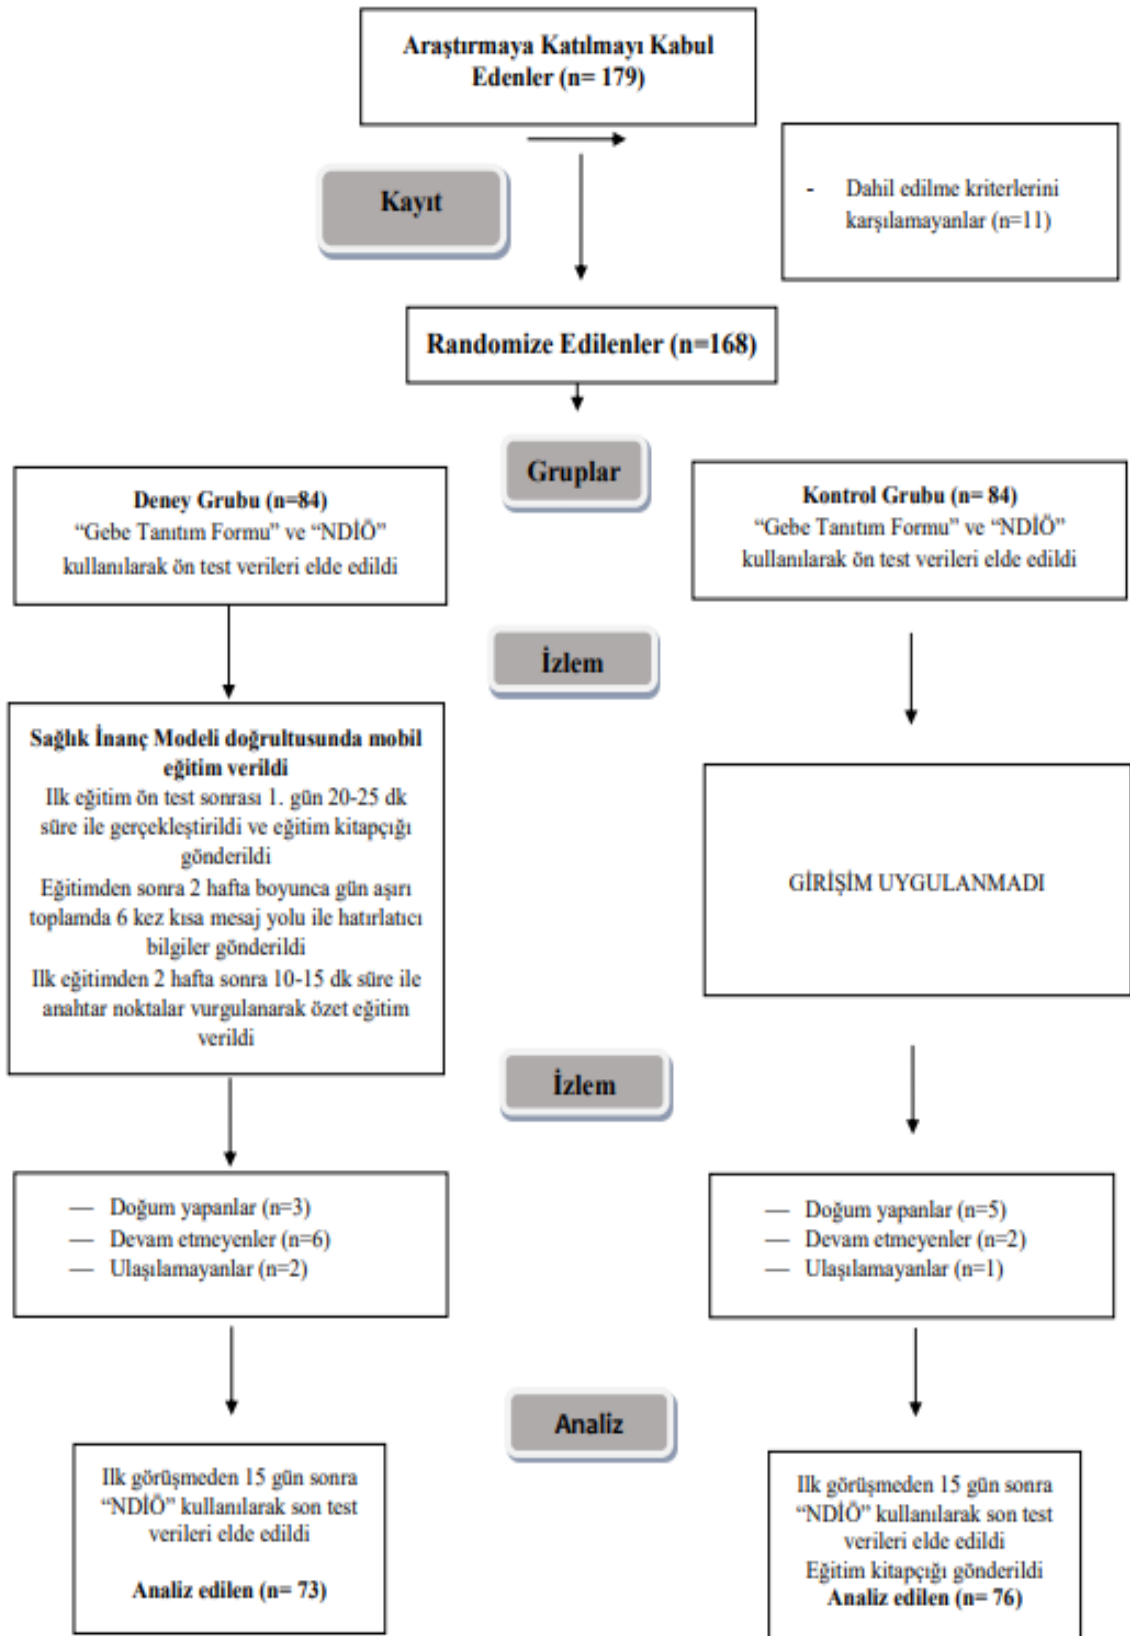 Araştırmaya Katılmayı Kabul
Edenler (n= 179)
Kayıt
- Dahil edilme kriterlerini
karşılamayanlar (n=11)
Randomize Edilenler (n=168)
Gruplar
Deney Grubu (n=84)
“Gebe Tanıtım Formu” ve “NDİÖ”
kullanılarak ön test verileri elde edildi
Kontrol Grubu (n= 84)
“Gebe Tanıtım Formu” ve “NDİÖ”
kullanılarak ön test verileri elde edildi
İzlem
Sağlık İnanç Modeli doğrultusunda mobil
eğitim verildi
Ilk eğitim ön test sonrası 1. gün 20-25 dk
süre ile gerçekleştirildi ve eğitim kitapçığı
gönderildi
Eğitimden sonra 2 hafta boyunca gün aşırı
toplamda 6 kez kısa mesaj yolu ile hatırlatıcı
bilgiler gönderildi
Ilk eğitimden 2 hafta sonra 10-15 dk süre ile
anahtar noktalar vurgulanarak özet eğitim
verildi
GİRİŞİM UYGULANMADI
İzlem
— Doğum yapanlar (n=3)
— Devam etmeyenler (n=6)
— Ulaşılamayanlar (n=2)
— Doğum yapanlar (n=5)
— Devam etmeyenler (n=2)
— Ulaşılamayanlar (n=1)
Analiz
Ilk görüşmeden 15 gün sonra
“NDİÖ” kullanılarak son test
verileri elde edildi
Analiz edilen (n= 73)
Ilk görüşmeden 15 gün sonra
“NDİÖ” kullanılarak son test
verileri elde edildi
Eğitim kitapçığı gönderildi
Analiz edilen (n= 76)